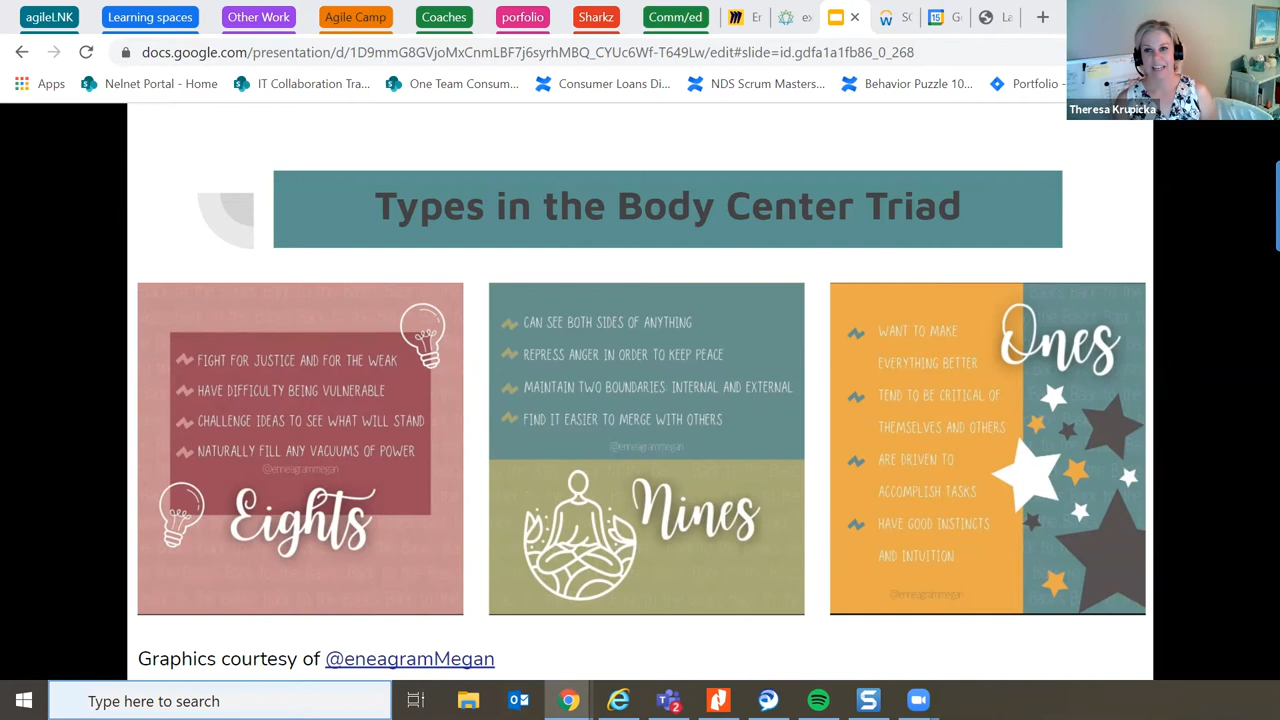 agileLNK
Learning spaces
Other Work
Agile Camp
Coaches
porfolio
Sharkz
Comm/ed
docs.google.com/presentation/d/1D9mmG8GVjoMxCnmLBF7j6syrhMBQ_CYUc6Wf-T649Lw/edit#slide=id.gdfa1a1fb86_0_268
Apps
Nelnet Portal - Home
IT Collaboration Tra...
One Team Consum...
Consumer Loans Di...
NDS Scrum Masters...
Behavior Puzzle 10...
Portfolio -
Theresa Krupicka
Types in the Body Center Triad
FIGHT FOR JUSTICE AND FOR THE WEAK
HAVE DIFFICULTY BEING VULNERABLE
CHALLENGE IDEAS TO SEE WHAT WILL STAND
NATURALLY FILL ANY VACUUMS OF POWER
@enneagrammegan
Eights
CAN SEE BOTH SIDES OF ANYTHING
REPRESS ANGER IN ORDER TO KEEP PEACE
MAINTAIN TWO BOUNDARIES: INTERNAL AND EXTERNAL
FIND IT EASIER TO MERGE WITH OTHERS
@enneagrammegan
Nines
Ones
WANT TO MAKE
EVERYTHING BETTER
TEND TO BE CRITICAL OF
THEMSELVES AND OTHERS
ARE DRIVEN TO
ACCOMPLISH TASKS
HAVE GOOD INSTINCTS
AND INTUITION
@enneagrammegan
Graphics courtesy of @eneagramMegan
Type here to search